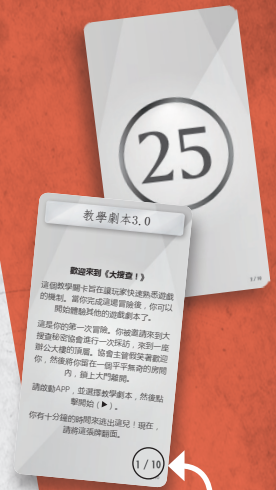 25
1 / 10
教學劇本3.0
歡迎來到《大搜查！》
這個教學關卡旨在讓玩家快速熟悉遊戲
的機制。當你完成這場冒險後，你可以
開始體驗其他的遊戲劇本了。
這是你的第一次冒險。你被邀請來到大
搜查秘密協會進行一次採訪，來到一座
辦公大樓的頂層。協會主管假笑著歡迎
你，然後將你留在一個平平無奇的房間
內，鎖上大門離開。
請啟動APP，並選擇教學劇本，然後點
擊開始（▶）。
你有十分鐘的時間來逃出這兒！現在，
請將這張牌翻面。
1 / 10